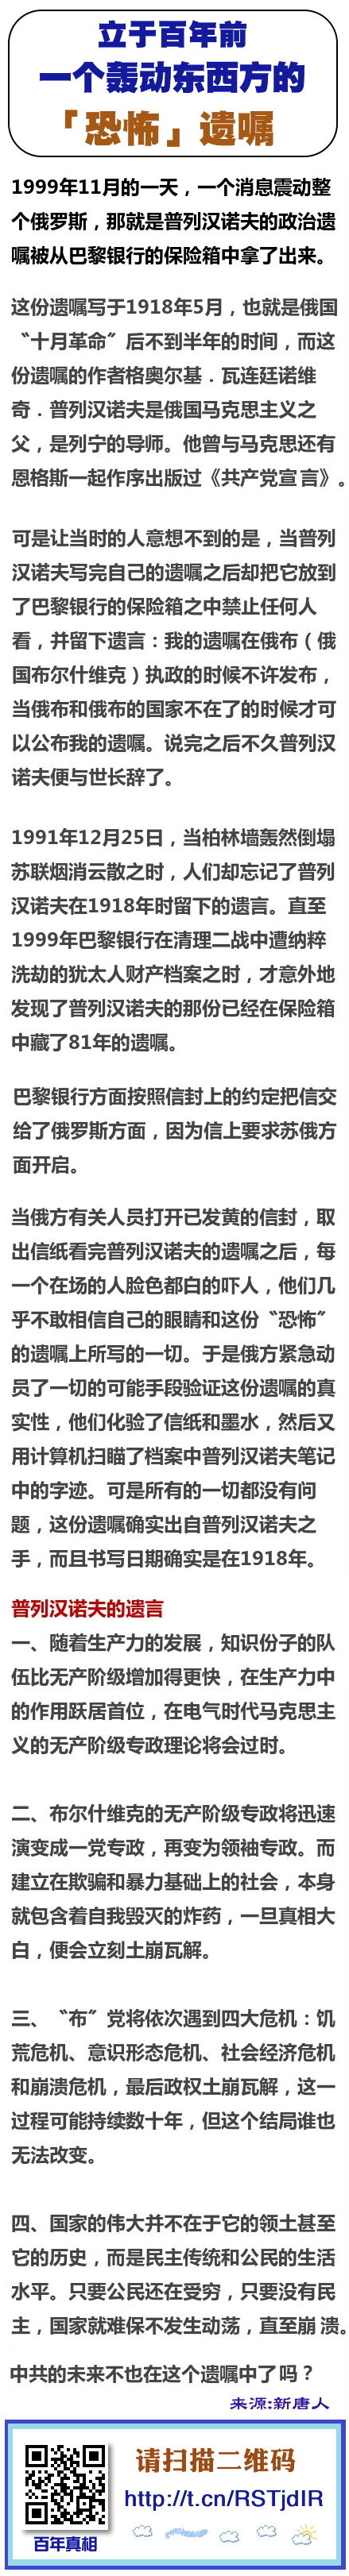 立于百年前
一个轰动东西方的
「恐怖」遗嘱
1999年11月的一天，一个消息震动整
个俄罗斯，那就是普列汉诺夫的政治遗
嘱被从巴黎银行的保险箱中拿了出来。
这份遗嘱写于1918年5月，也就是俄国
〝十月革命〞后不到半年的时间，而这
份遗嘱的作者格奥尔基．瓦连廷诺维
奇．普列汉诺夫是俄国马克思主义之
父，是列宁的导师。他曾与马克思还有
恩格斯一起作序出版过《共产党宣言》。
可是让当时的人意想不到的是，当普列
汉诺夫写完自己的遗嘱之后却把它放到
了巴黎银行的保险箱之中禁止任何人
看，并留下遗言：我的遗嘱在俄布（俄
国布尔什维克）执政的时候不许发布，
当俄布和俄布的国家不在了的时候才可
以公布我的遗嘱。说完之后不久普列汉
诺夫便与世长辞了。
1991年12月25日，当柏林墙轰然倒塌
苏联烟消云散之时，人们却忘记了普列
汉诺夫在1918年时留下的遗言。直至
1999年巴黎银行在清理二战中遭纳粹
洗劫的犹太人财产档案之时，才意外地
发现了普列汉诺夫的那份已经在保险箱
中藏了81年的遗嘱。
巴黎银行方面按照信封上的约定把信交
给了俄罗斯方面，因为信上要求苏俄方
面开启。
当俄方有关人员打开已发黄的信封，取
出信纸看完普列汉诺夫的遗嘱之后，每
一个在场的人脸色都白的吓人，他们几
乎不敢相信自己的眼睛和这份〝恐怖〞
的遗嘱上所写的一切。于是俄方紧急动
员了一切的可能手段验证这份遗嘱的真
实性，他们化验了信纸和墨水，然后又
用计算机扫瞄了档案中普列汉诺夫笔记
中的字迹。可是所有的一切都没有问
题，这份遗嘱确实出自普列汉诺夫之
手，而且书写日期确实是在1918年。
普列汉诺夫的遗言
一、随着生产力的发展，知识份子的队
伍比无产阶级增加得更快，在生产力中
的作用跃居首位，在电气时代马克思主
义的无产阶级专政理论将会过时。
二、布尔什维克的无产阶级专政将迅速
演变成一党专政，再变为领袖专政。而
建立在欺骗和暴力基础上的社会，本身
就包含着自我毁灭的炸药，一旦真相大
白，便会立刻土崩瓦解。
三、〝布〞党将依次遇到四大危机：饥
荒危机、意识形态危机、社会经济危机
和崩溃危机，最后政权土崩瓦解，这一
过程可能持续数十年，但这个结局谁也
无法改变。
四、国家的伟大并不在于它的领土甚至
它的历史，而是民主传统和公民的生活
水平。只要公民还在受穷，只要没有民
主，国家就难保不发生动荡，直至崩溃。
中共的未来不也在这个遗嘱中了吗？
来源:新唐人
请扫描二维码
http://t.cn/RSTjdIR
百年真相